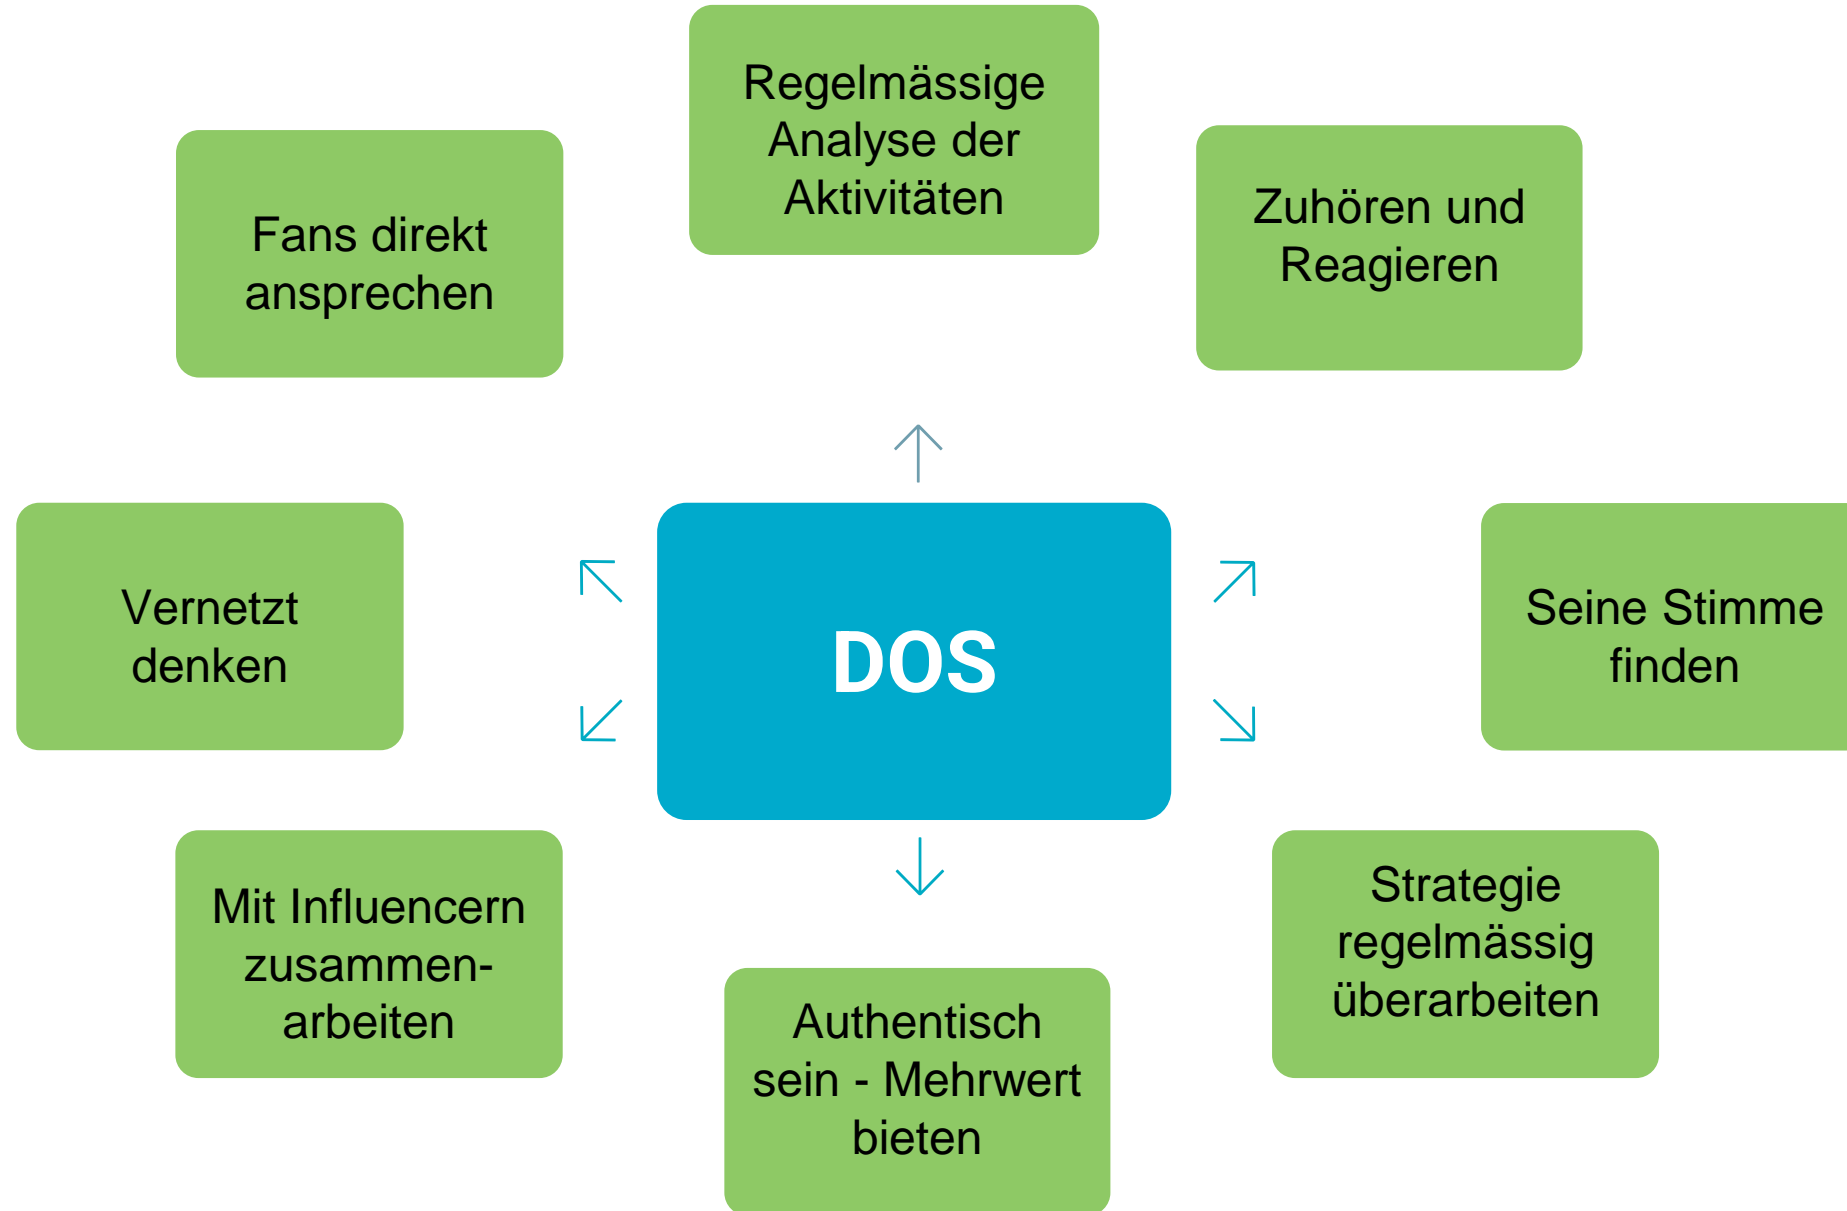 Regelmässige
Analyse der
Aktivitäten
Fans direkt
ansprechen
Zuhören und
Reagieren
Vernetzt
denken
DOS
Seine Stimme
finden
Mit Influencern
zusammen-
arbeiten
Strategie
regelmässig
überarbeiten
Authentisch
sein - Mehrwert
bieten